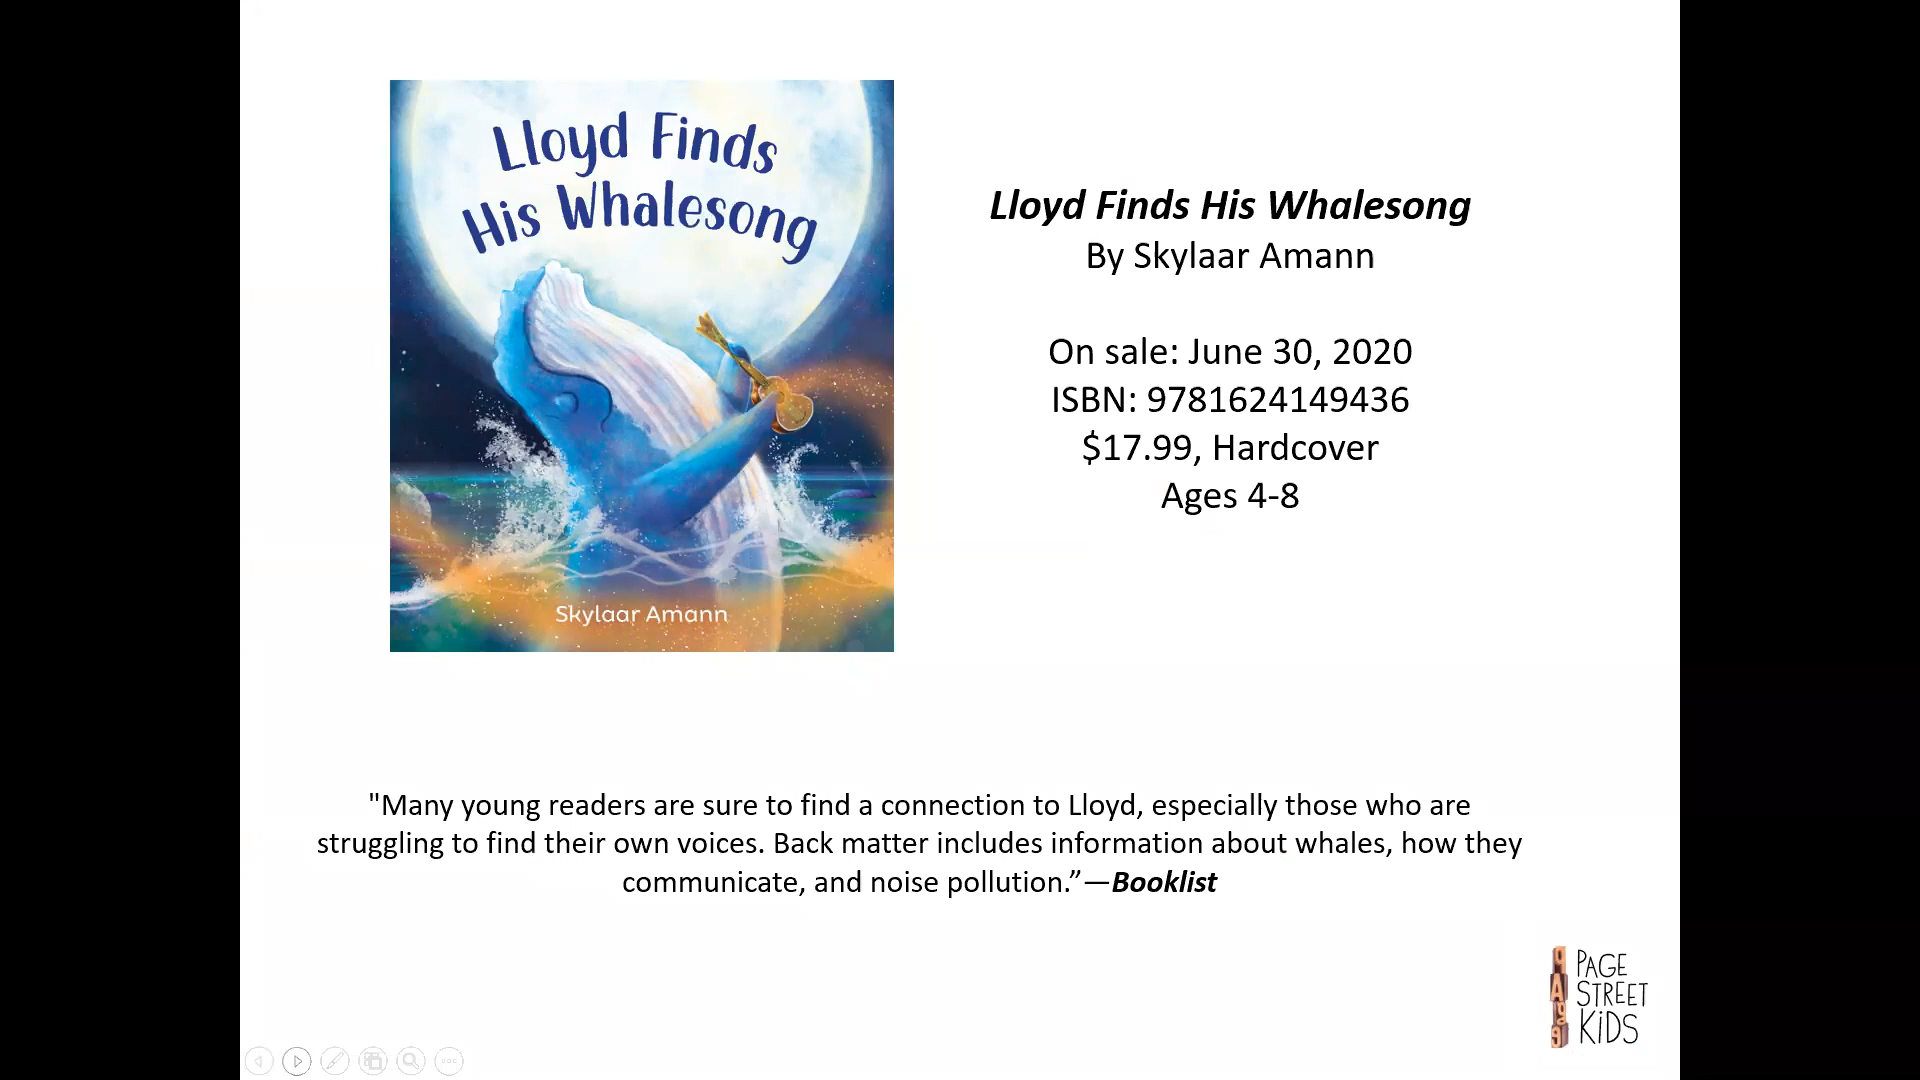 Lloyd Finds
His Whalesong
Skylaar Amann
Lloyd Finds His Whalesong
By Skylaar Amann
On sale: June 30, 2020
ISBN: 9781624149436
$17.99, Hardcover
Ages 4-8
"Many young readers are sure to find a connection to Lloyd, especially those who are
struggling to find their own voices. Back matter includes information about whales, how they
communicate, and noise pollution.”—Booklist
PAGE
STREET
KiDS